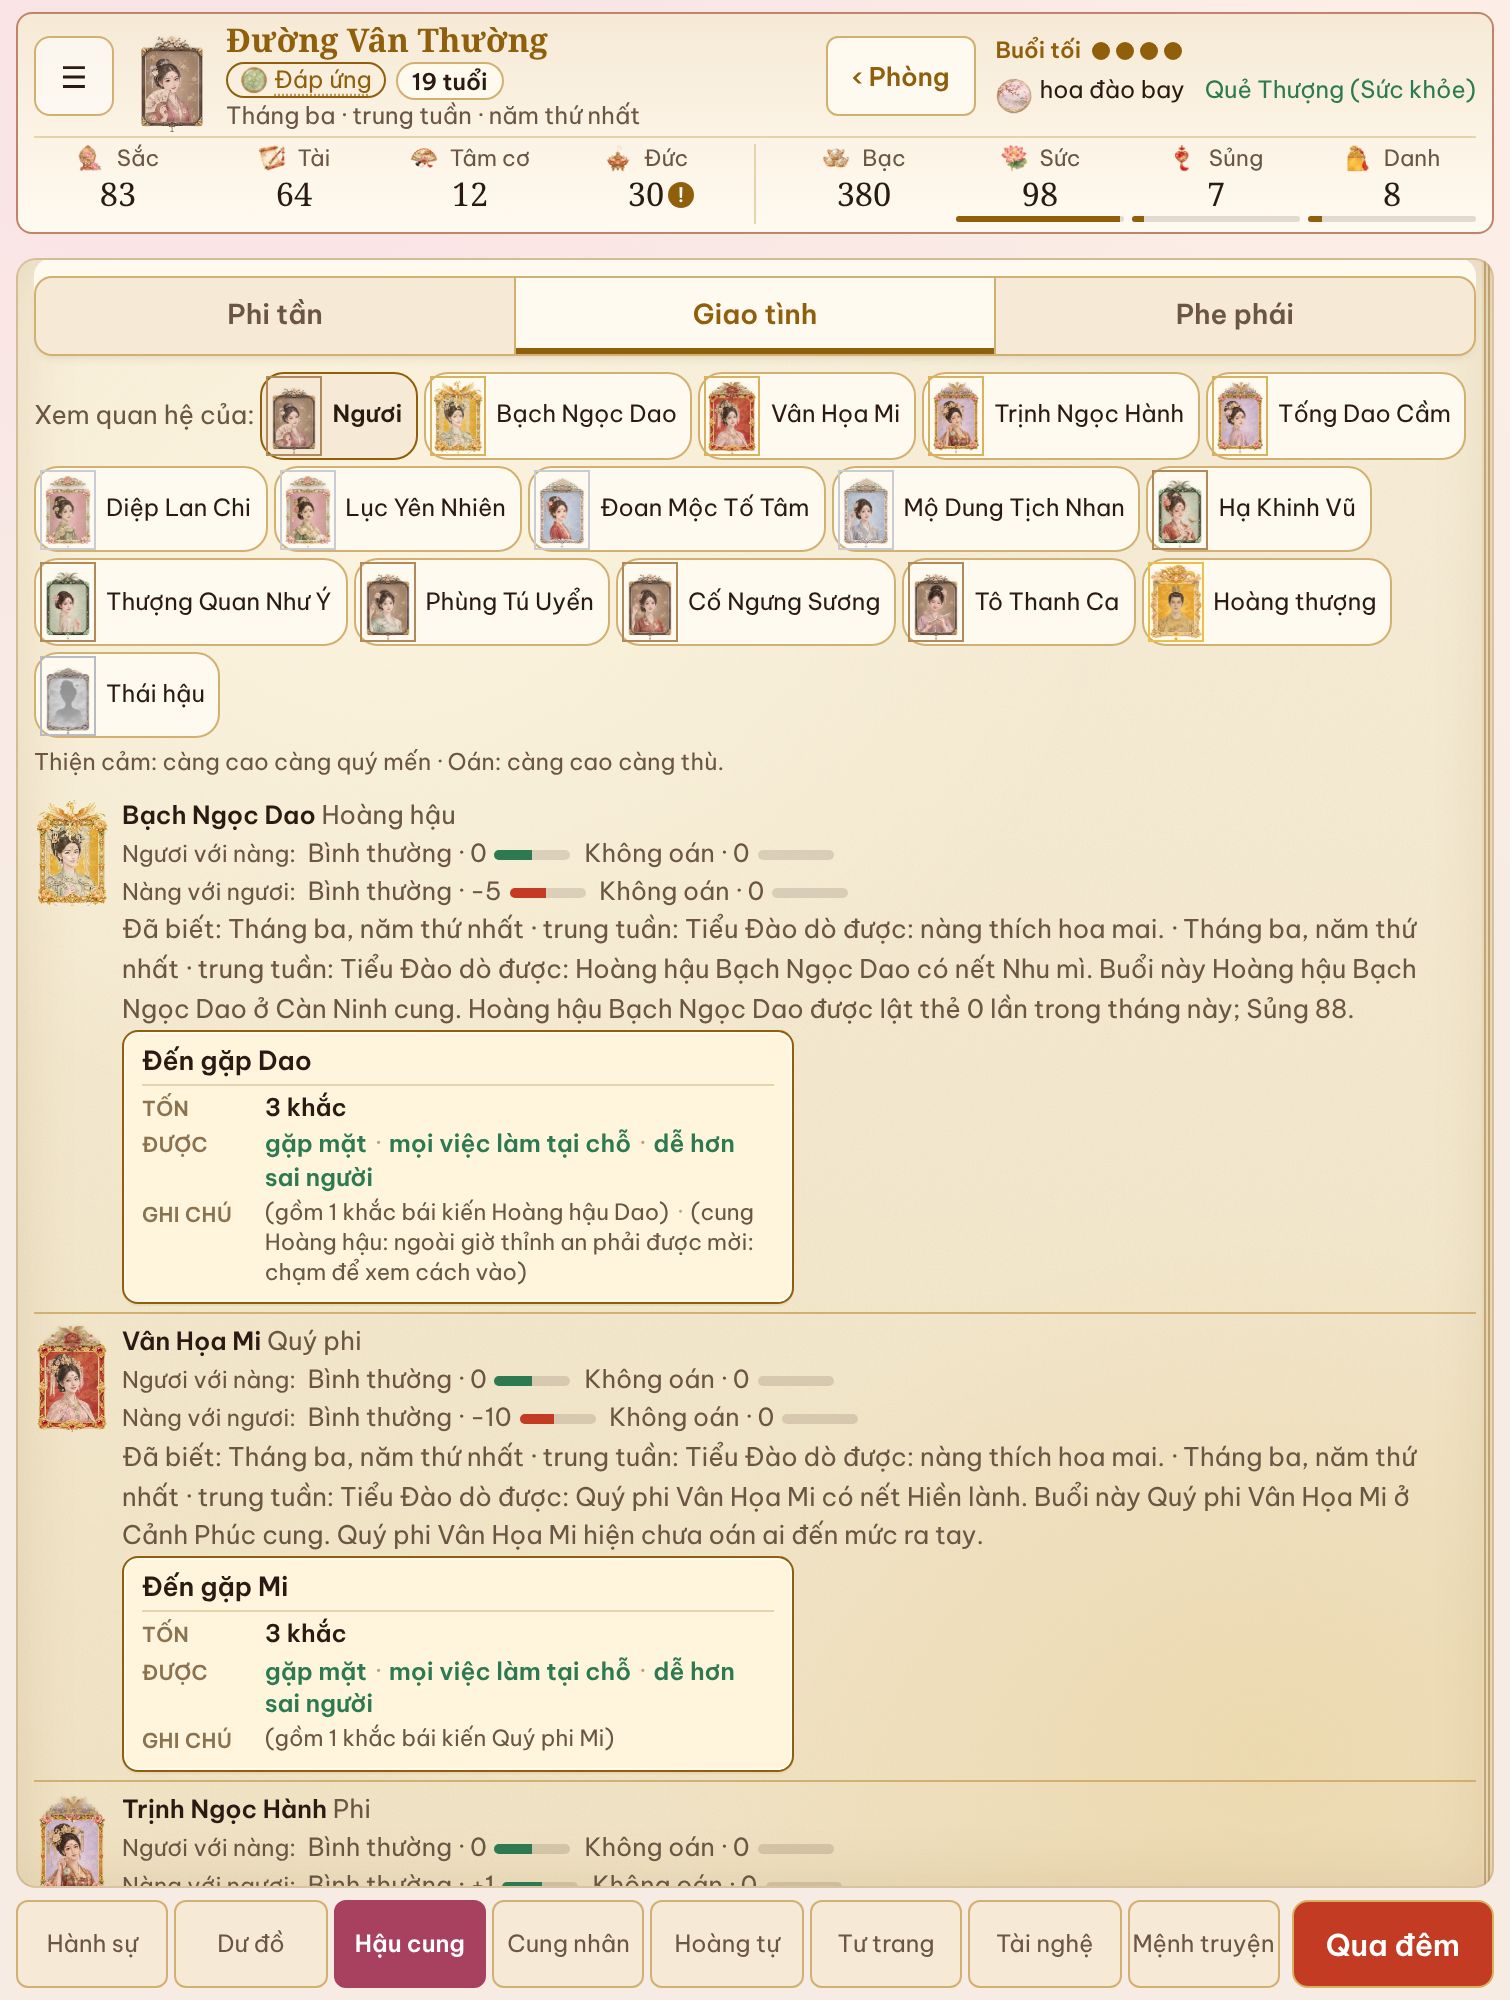 ☰
Đường Vân Thường
Đáp ứng 19 tuổi
Tháng ba · trung tuần · năm thứ nhất
‹ Phòng
Buổi tối
hoa đào bay Quẻ Thượng (Sức khỏe)
Sắc Tài Tâm cơ Đức Bạc Sức Sủng Danh
83 64 12 30 ! 380 98 7 8
Phi tần Giao tình Phe phái
Xem quan hệ của: Ngươi Bạch Ngọc Dao Vân Họa Mi Trịnh Ngọc Hành Tống Dao Cầm
Diệp Lan Chi Lục Yên Nhiên Đoan Mộc Tố Tâm Mộ Dung Tịch Nhan Hạ Khinh Vũ
Thượng Quan Như Ý Phùng Tú Uyển Cố Ngưng Sương Tô Thanh Ca Hoàng thượng
Thái hậu
Thiện cảm: càng cao càng quý mến · Oán: càng cao càng thù.
Bạch Ngọc Dao Hoàng hậu
Ngươi với nàng: Bình thường · 0 Không oán · 0
Nàng với ngươi: Bình thường · -5 Không oán · 0
Đã biết: Tháng ba, năm thứ nhất · trung tuần: Tiểu Đào dò được: nàng thích hoa mai. · Tháng ba, năm thứ
nhất · trung tuần: Tiểu Đào dò được: Hoàng hậu Bạch Ngọc Dao có nết Nhu mì. Buổi này Hoàng hậu Bạch
Ngọc Dao ở Càn Ninh cung. Hoàng hậu Bạch Ngọc Dao được lật thẻ 0 lần trong tháng này; Sủng 88.
Đến gặp Dao
TỐN 3 khắc
ĐƯỢC gặp mặt · mọi việc làm tại chỗ · dễ hơn
sai người
GHI CHÚ (gồm 1 khắc bái kiến Hoàng hậu Dao) · (cung
Hoàng hậu: ngoài giờ thỉnh an phải được mời:
chạm để xem cách vào)
Vân Họa Mi Quý phi
Ngươi với nàng: Bình thường · 0 Không oán · 0
Nàng với ngươi: Bình thường · -10 Không oán · 0
Đã biết: Tháng ba, năm thứ nhất · trung tuần: Tiểu Đào dò được: nàng thích hoa mai. · Tháng ba, năm thứ
nhất · trung tuần: Tiểu Đào dò được: Quý phi Vân Họa Mi có nết Hiền lành. Buổi này Quý phi Vân Họa Mi ở
Cảnh Phúc cung. Quý phi Vân Họa Mi hiện chưa oán ai đến mức ra tay.
Đến gặp Mi
TỐN 3 khắc
ĐƯỢC gặp mặt · mọi việc làm tại chỗ · dễ hơn
sai người
GHI CHÚ (gồm 1 khắc bái kiến Quý phi Mi)
Trịnh Ngọc Hành Phi
Ngươi với nàng: Bình thường · 0 Không oán · 0
Nàng với ngươi: Bình thường · +1 Không oán · 0
Hành sự Dư đồ Hậu cung Cung nhân Hoàng tự Tư trang Tài nghệ Mệnh truyện Qua đêm